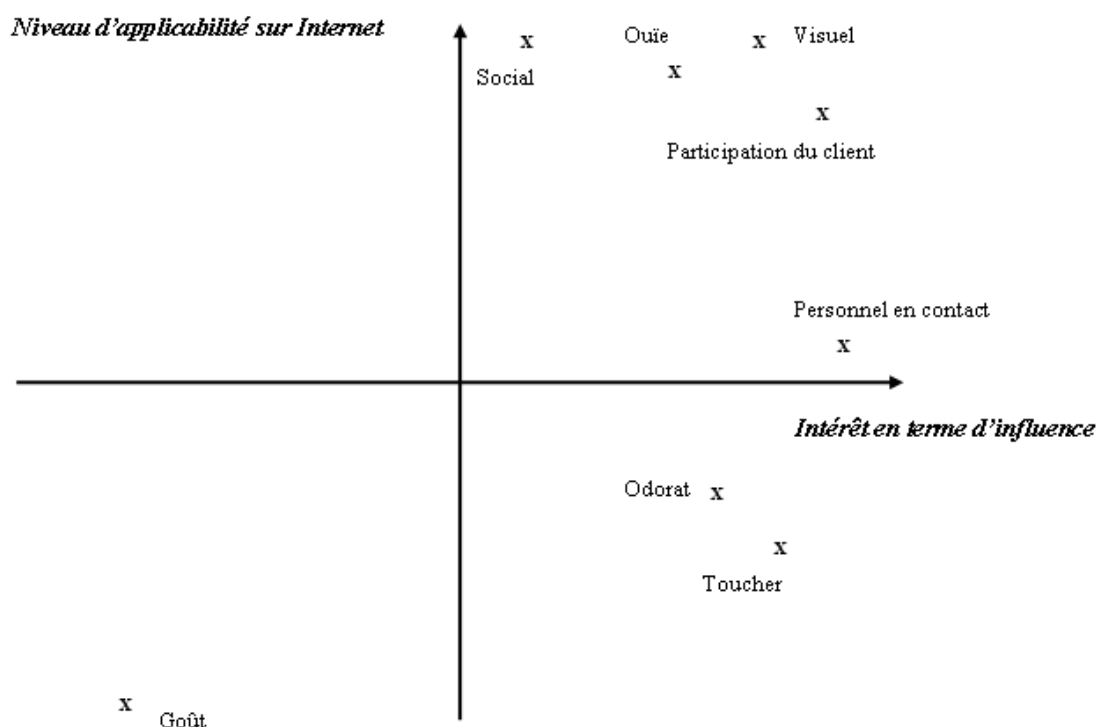 Niveau d'applicabilité sur Internet
x Ouïe x Visuel
Social x
x
Participation du client
Personnel en contact
x
Intérêt en terme d'influence
Odorat x
x
Toucher
x
Goût